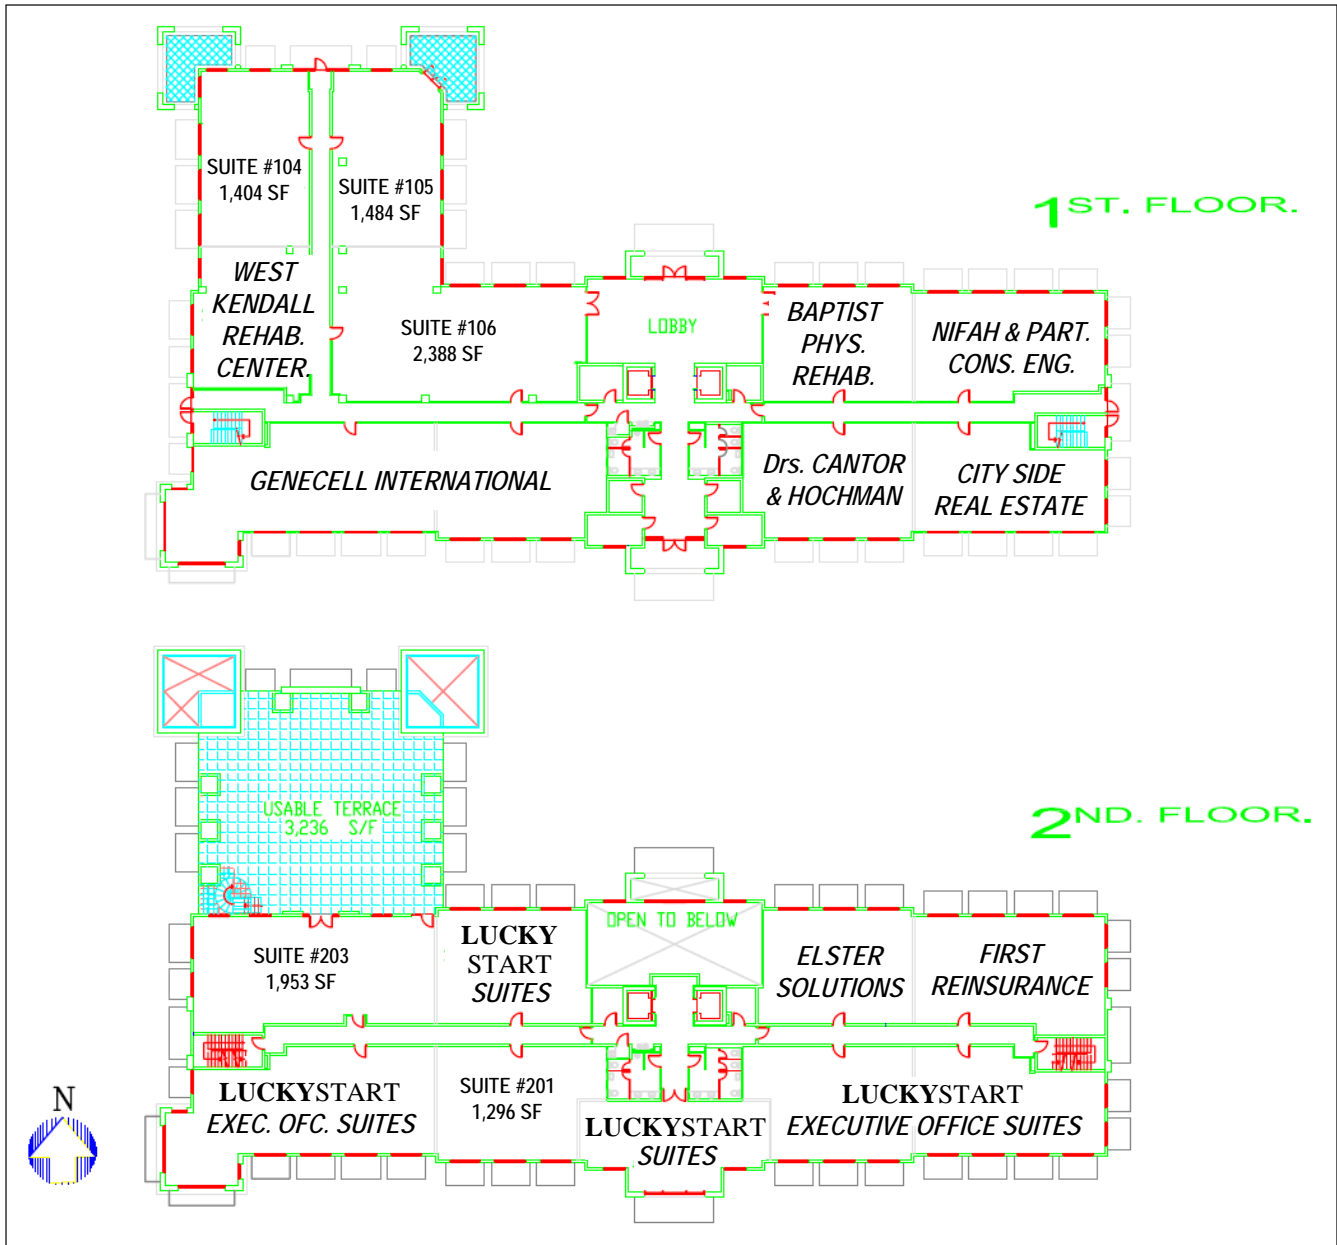 SUITE #104
1,404 SF
SUITE #105
1,484 SF
1ST. FLOOR.
WEST
KENDALL
REHAB.
CENTER.
SUITE #106
2,388 SF
LOBBY
BAPTIST
PHYS.
REHAB.
NIFAH & PART.
CONS. ENG.
GENECELL INTERNATIONAL
Drs. CANTOR
& HOCHMAN
CITY SIDE
REAL ESTATE
USABLE TERRACE
3,236 S/F
2ND. FLOOR.
SUITE #203
1,953 SF
LUCKY
START
SUITES
OPEN TO BELOW
ELSTER
SOLUTIONS
FIRST
REINSURANCE
N
LUCKYSTART
EXEC. OFC. SUITES
SUITE #201
1,296 SF
LUCKYSTART
SUITES
LUCKYSTART
EXECUTIVE OFFICE SUITES